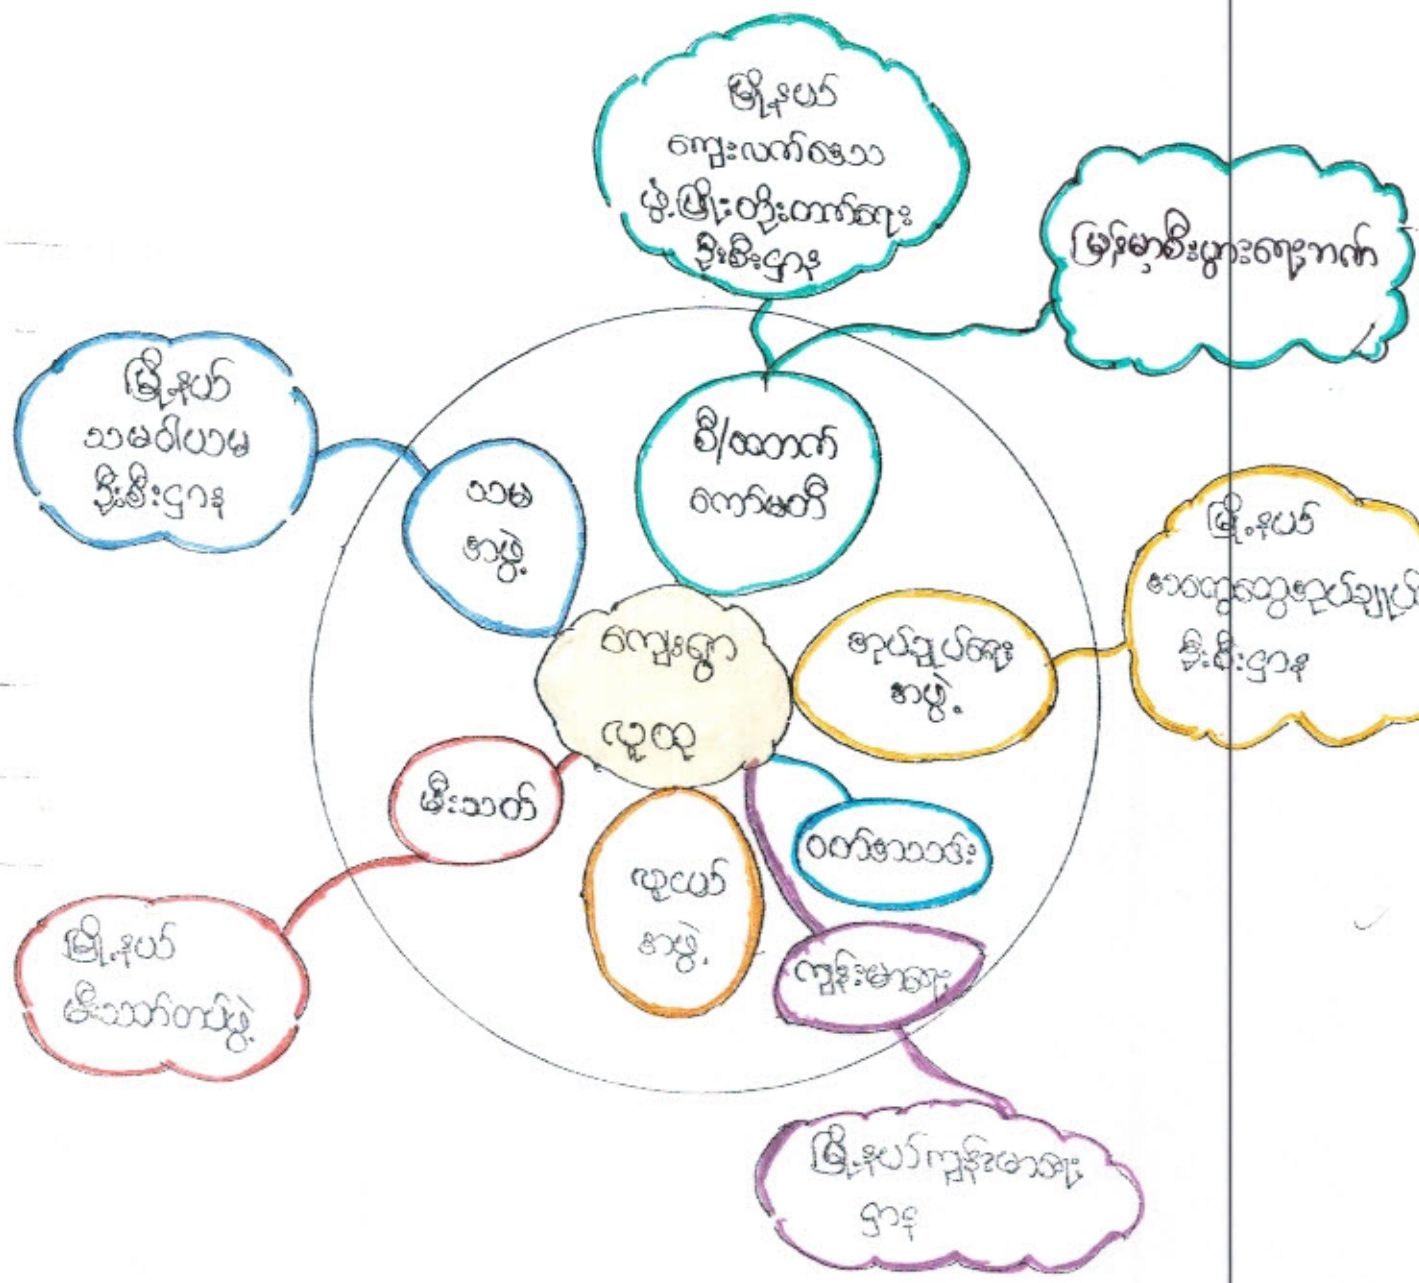 မြို့နယ်
ကျေးလက်ဒေသ
ဖွံ့ဖြိုးတိုးတက်ရေး
ဦးစီးဌာန
မြန်မာ့စီးပွားရေးဘဏ်
မြို့နယ်
သမဝါယမ
ဦးစီးဌာန
သမ
အဖွဲ့
စီ/ထောက်
ကော်မတီ
မြို့နယ်
အထွေထွေအုပ်ချုပ်
ဦးစီးဌာန
ကျေးရွာ
လူထု
အုပ်ချုပ်ရေး
အဖွဲ့
မီးသတ်
ဝတ်အသင်း
လူငယ်
အဖွဲ့
ကျန်းမာရေး
မြို့နယ်
မီးသတ်တပ်ဖွဲ့
မြို့နယ်ကျန်းမာရေး
ဌာန